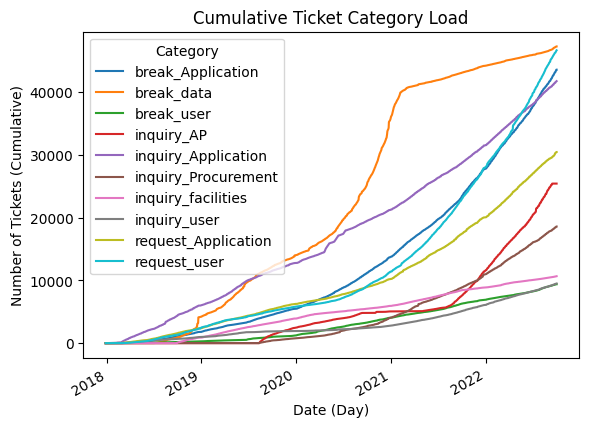 Cumulative Ticket Category Load
Category
break_Application
break_data
break_user
inquiry_AP
inquiry_Application
inquiry_Procurement
inquiry_facilities
inquiry_user
request_Application
request_user
Number of Tickets (Cumulative)
40000
30000
20000
10000
0
2018
2019
2020
2021
2022
Date (Day)